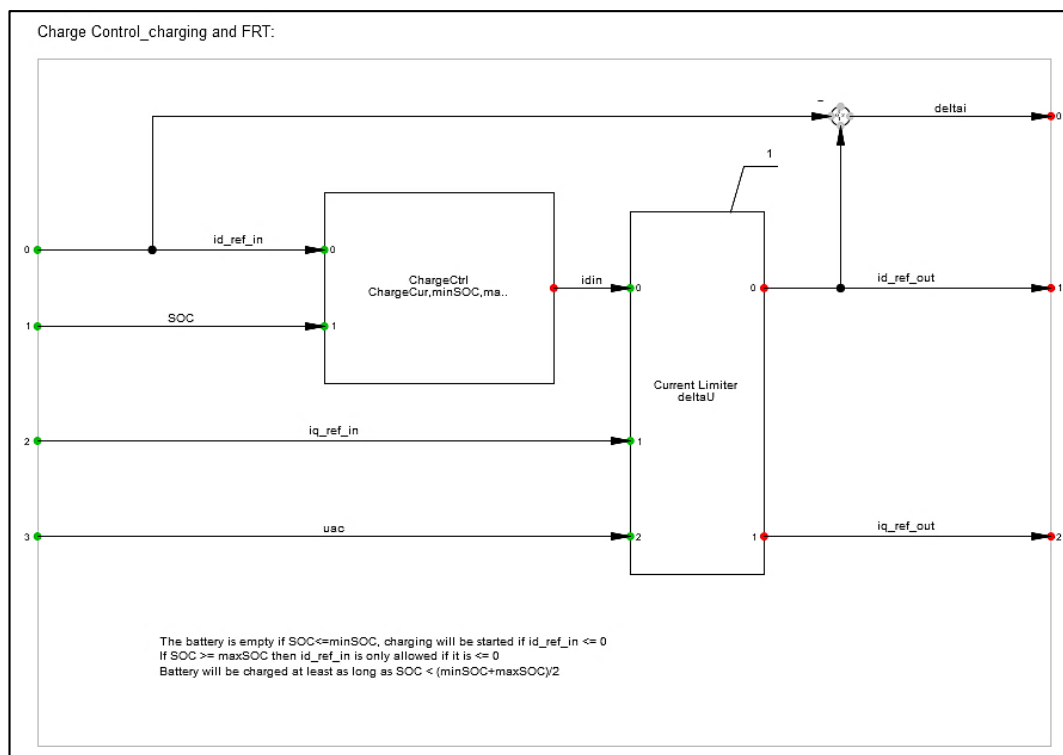 Charge Control_charging and FRT:
-
deltai
0
1
0
id_ref_in
0
ChargeCtrl
ChargeCur,minSOC,ma..
idin
0
0
id_ref_out
1
1
SOC
1
Current Limiter
deltaU
2
iq_ref_in
1
3
uac
2
1
iq_ref_out
2
The battery is empty if SOC<=minSOC, charging will be started if id_ref_in <= 0
If SOC >= maxSOC then id_ref_in is only allowed if it is <= 0
Battery will be charged at least as long as SOC < (minSOC+maxSOC)/2